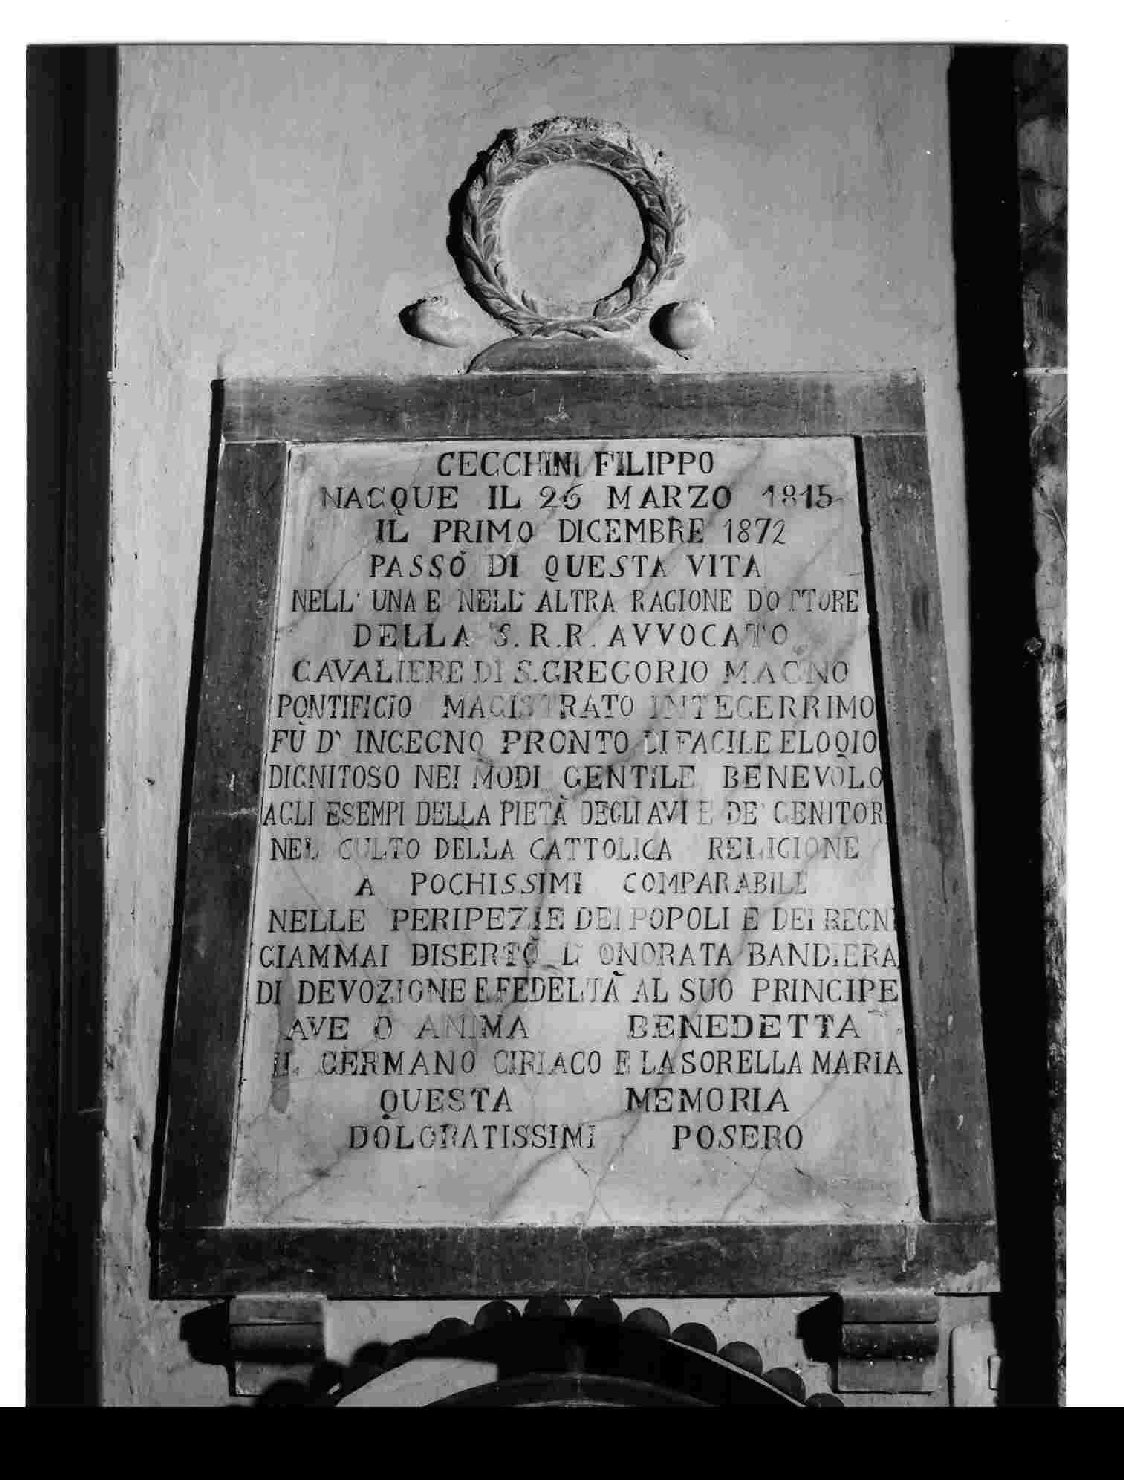 CECCHINI FILIPPO
NACQUE IL 26 MARZO 1815
IL PRIMO DICEMBRE 1872
PASSÒ DI QUESTA VITA
NELL' UNA E NELL' ALTRA RAGIONE DOTTORE
DELLA S.R.R. AVVOCATO
CAVALIERE DI S.GREGORIO MAGNO
PONTIFICIO MAGISTRATO INTEGERRIMO
FÙ D' INGEGNO PRONTO DI FACILE ELOQIO
DIGNITOSO NEI MODI GENTILE BENEVOLO
AGLI ESEMPI DELLA PIETÀ DEGLI AVI E DE' GENITOR
NEL CULTO DELLA CATTOLICA RELIGIONE
A POCHISSIMI COMPARABILE
NELLE PERIPEZIE DEI POPOLI E DEI REGNI
GIAMMAI DISERTÒ L' ONORATA BANDIERA
DI DEVOZIONE E FEDELTÀ AL SUO PRINCIPE
AVE O ANIMA BENEDETTA
IL GERMANO CIRIACO E LA SORELLA MARIA
QUESTA MEMORIA
DOLORATISSIMI POSERO